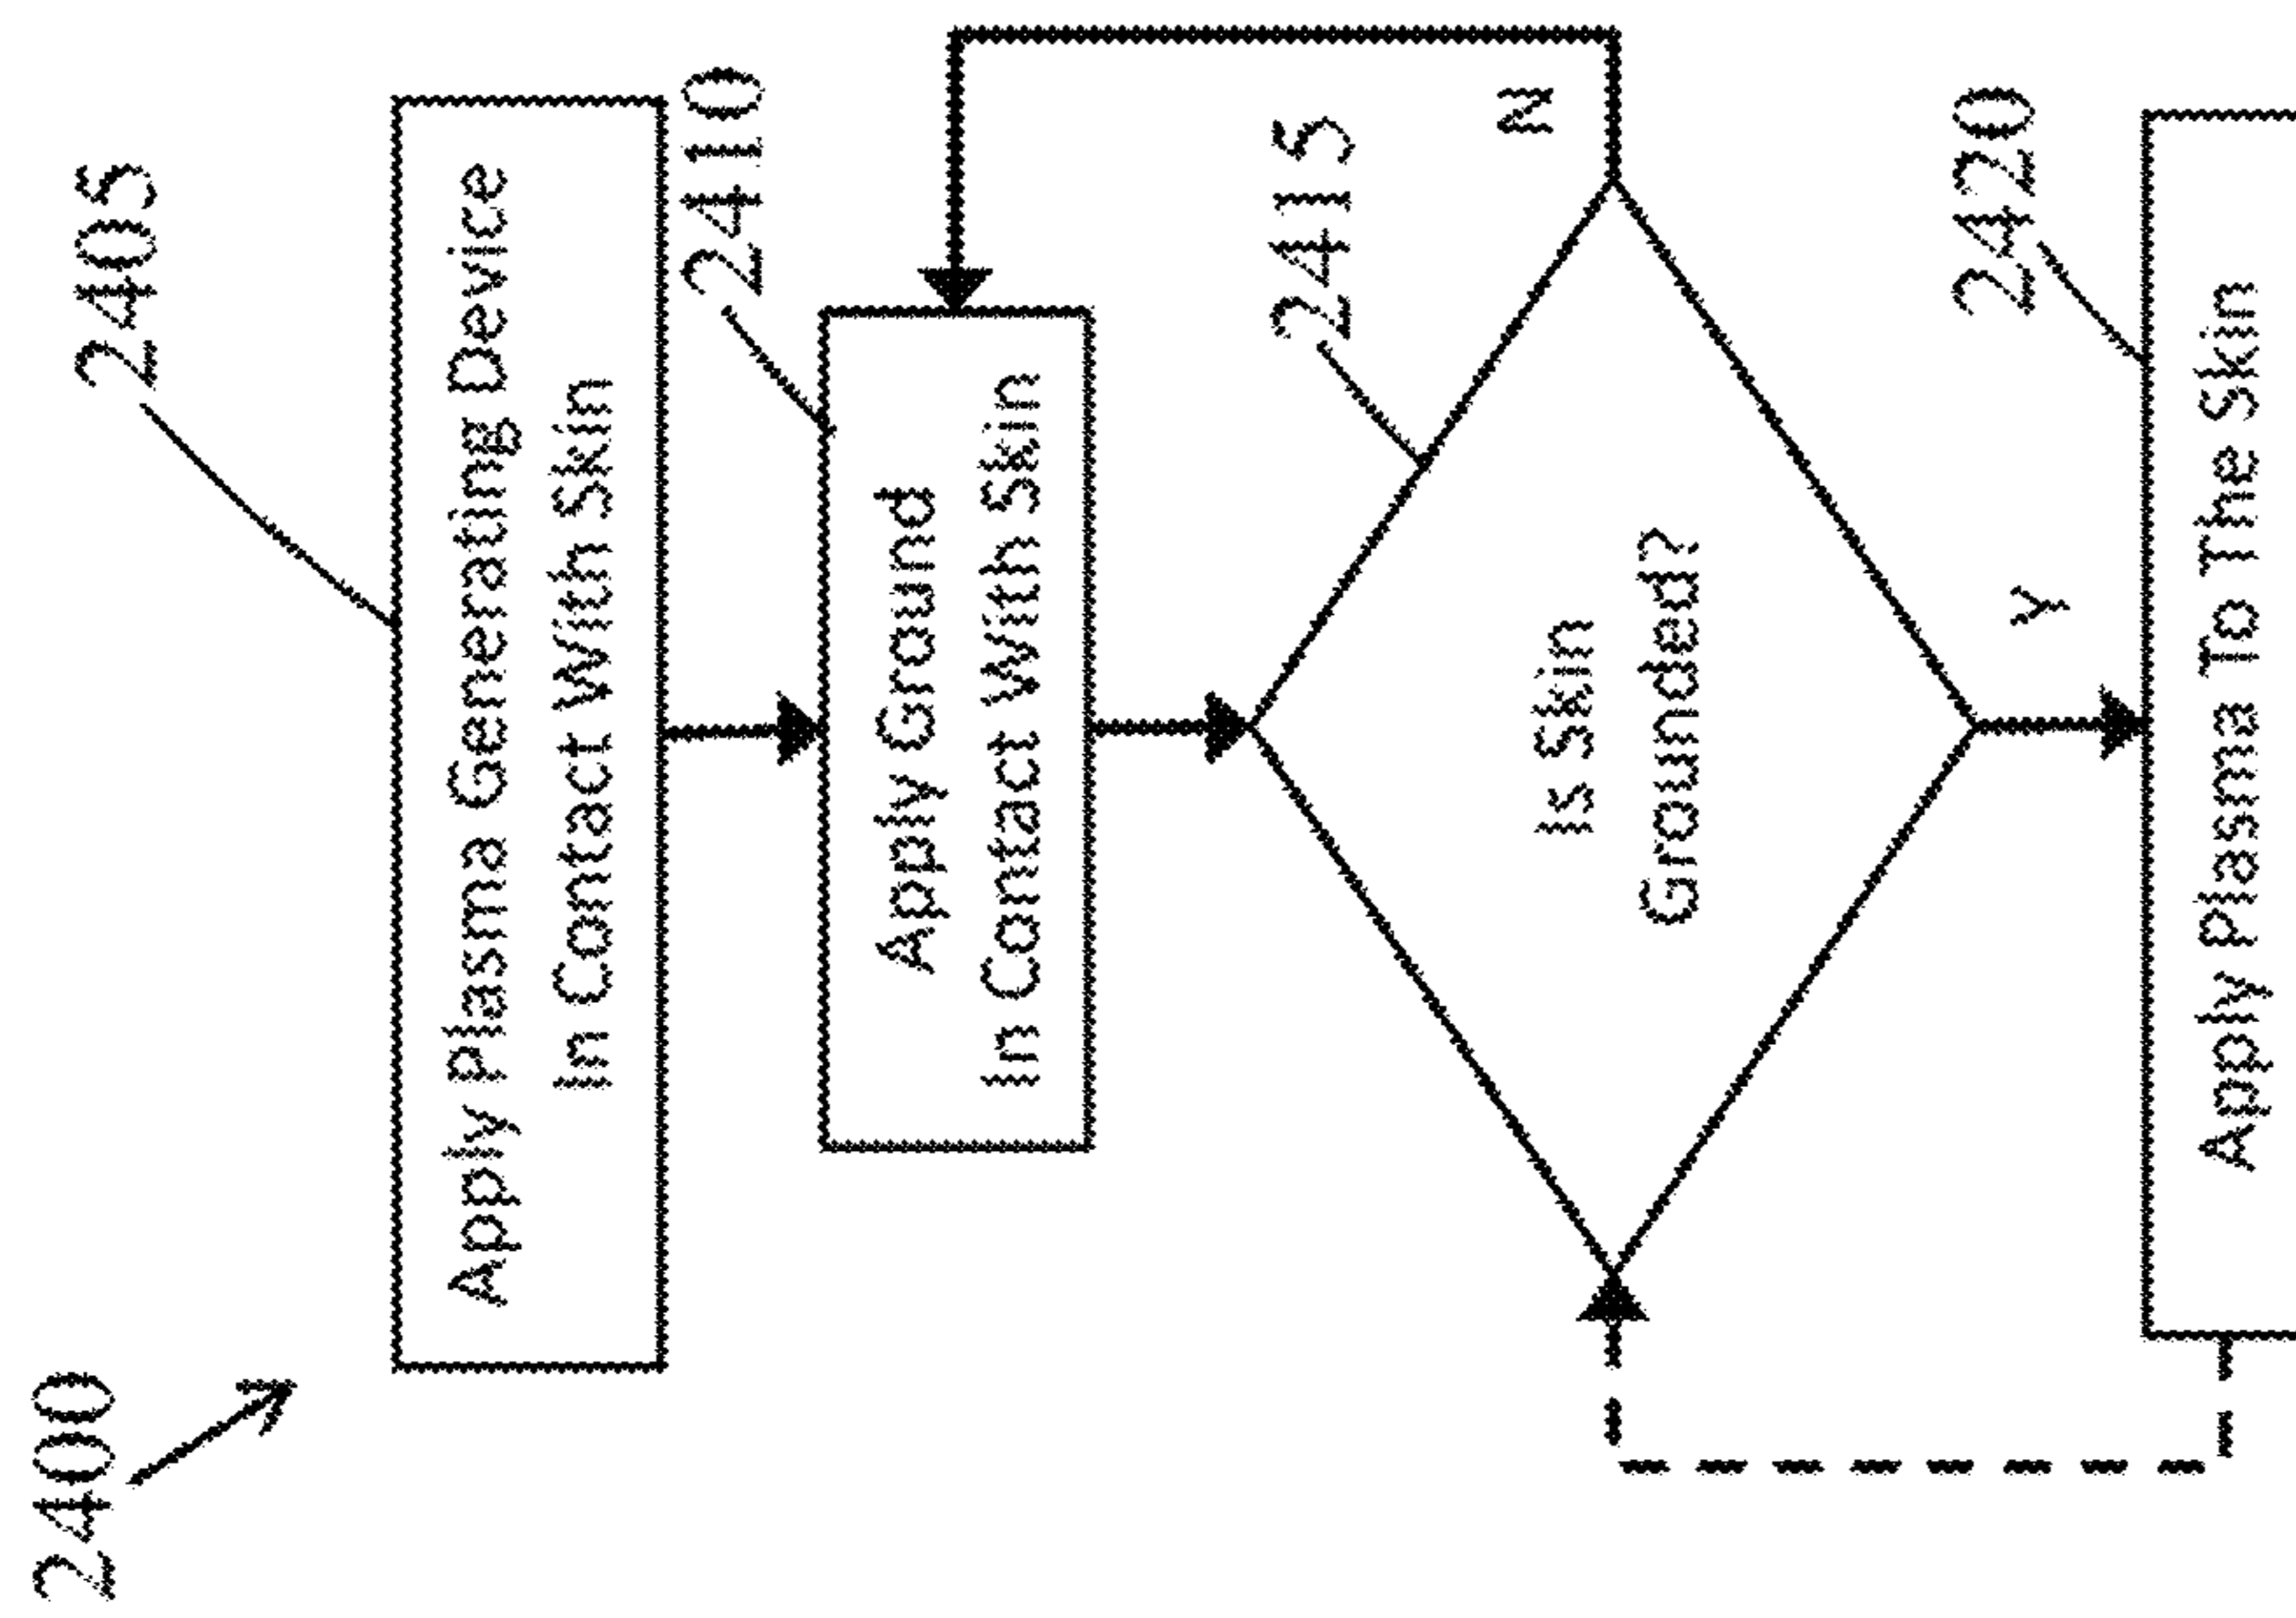 2400
2405
Apply Plasma Generating Device
In Contact With Skin
2410
Apply Ground
In Contact With Skin
2415
Is Skin
Grounded?
N
Y
2420
Apply Plasma To The Skin